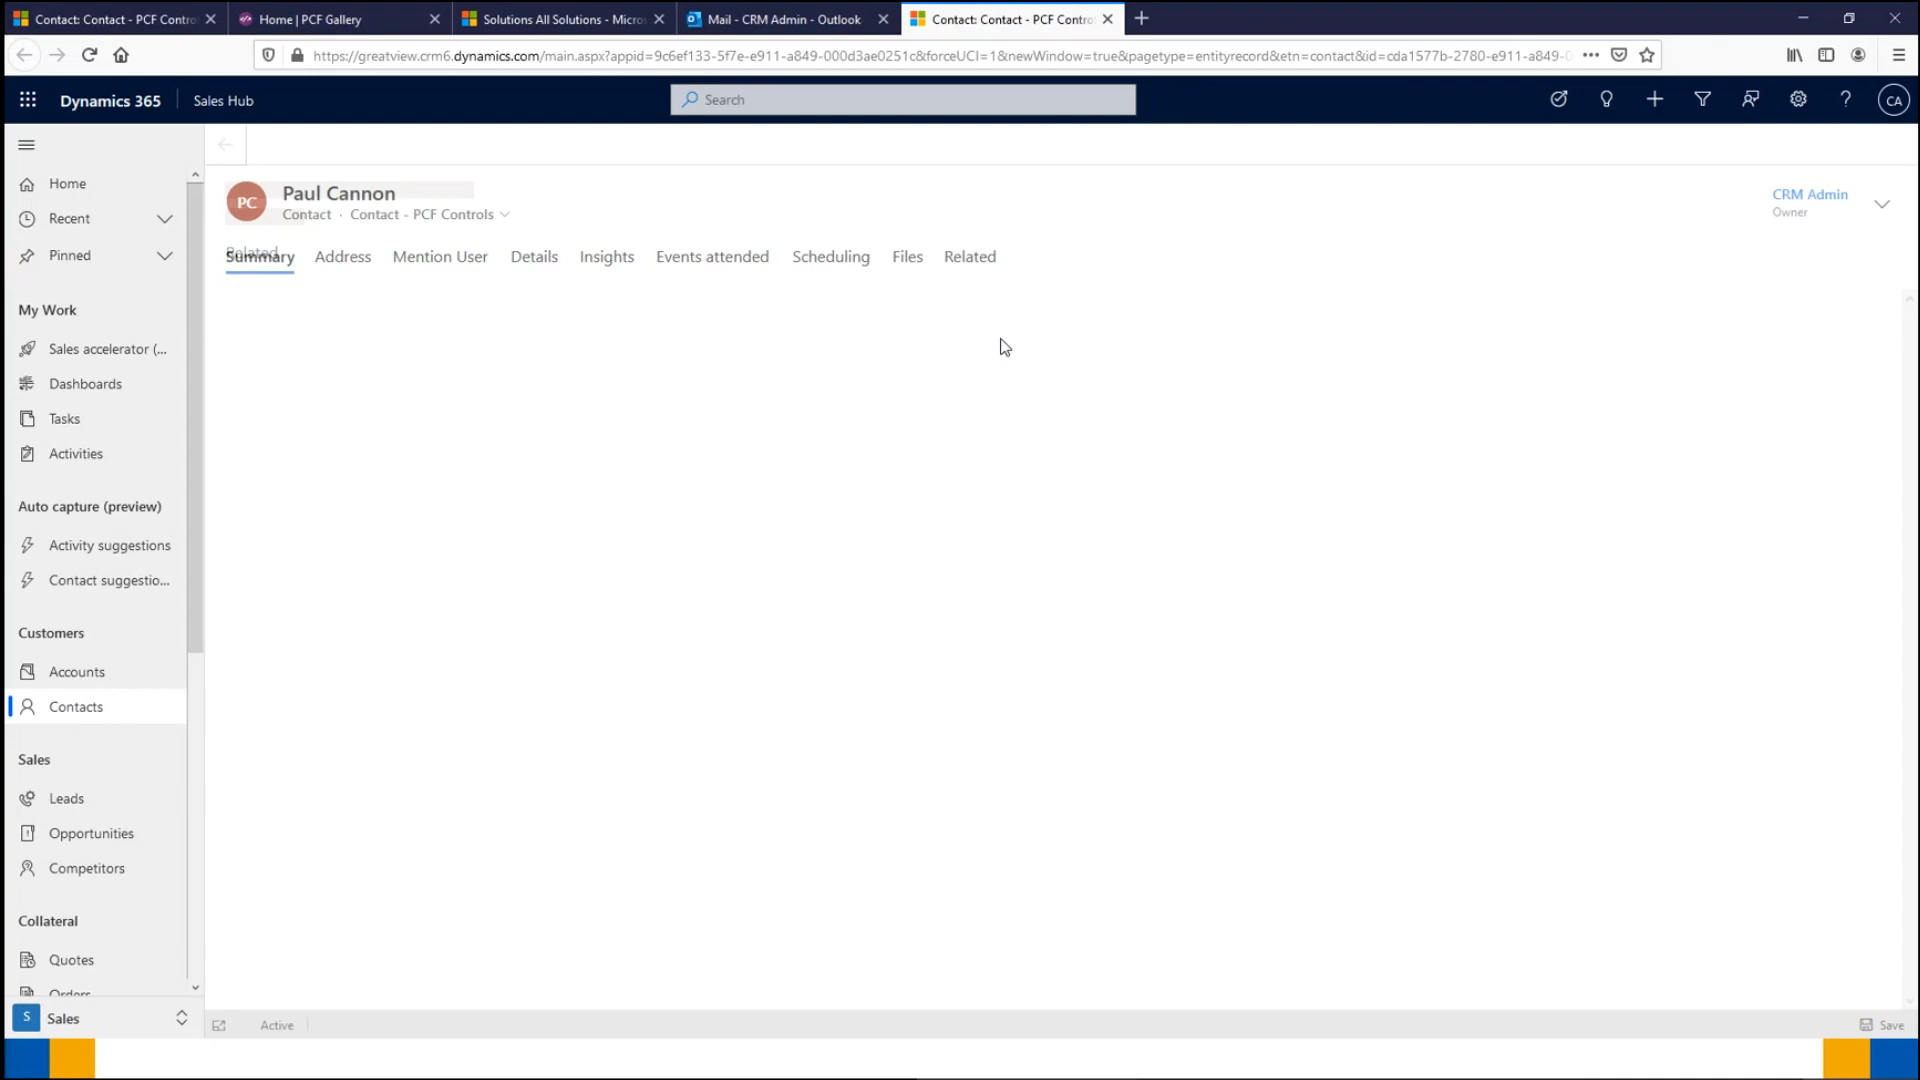 Contact: Contact - PCF Contro
Home | PCF Gallery
Solutions All Solutions - Micros
Mail - CRM Admin - Outlook
Contact: Contact - PCF Contro
https://greatview.crm6.dynamics.com/main.aspx?appid=9c6ef133-5f7e-e911-a849-000d3ae0251c&forceUCI=1&newWindow=true&pagetype=entityrecord&etn=contact&id=cda1577b-2780-e911-a849-0
Dynamics 365
Sales Hub
Search
CA
Home
Recent
Pinned
My Work
Sales accelerator (...
Dashboards
Tasks
Activities
Auto capture (preview)
Activity suggestions
Contact suggestio...
Customers
Accounts
Contacts
Sales
Leads
Opportunities
Competitors
Collateral
Quotes
Orders
S
Sales
PC
Paul Cannon
Contact · Contact - PCF Controls
CRM Admin
Owner
Related
Summary
Address
Mention User
Details
Insights
Events attended
Scheduling
Files
Related
Active
Save